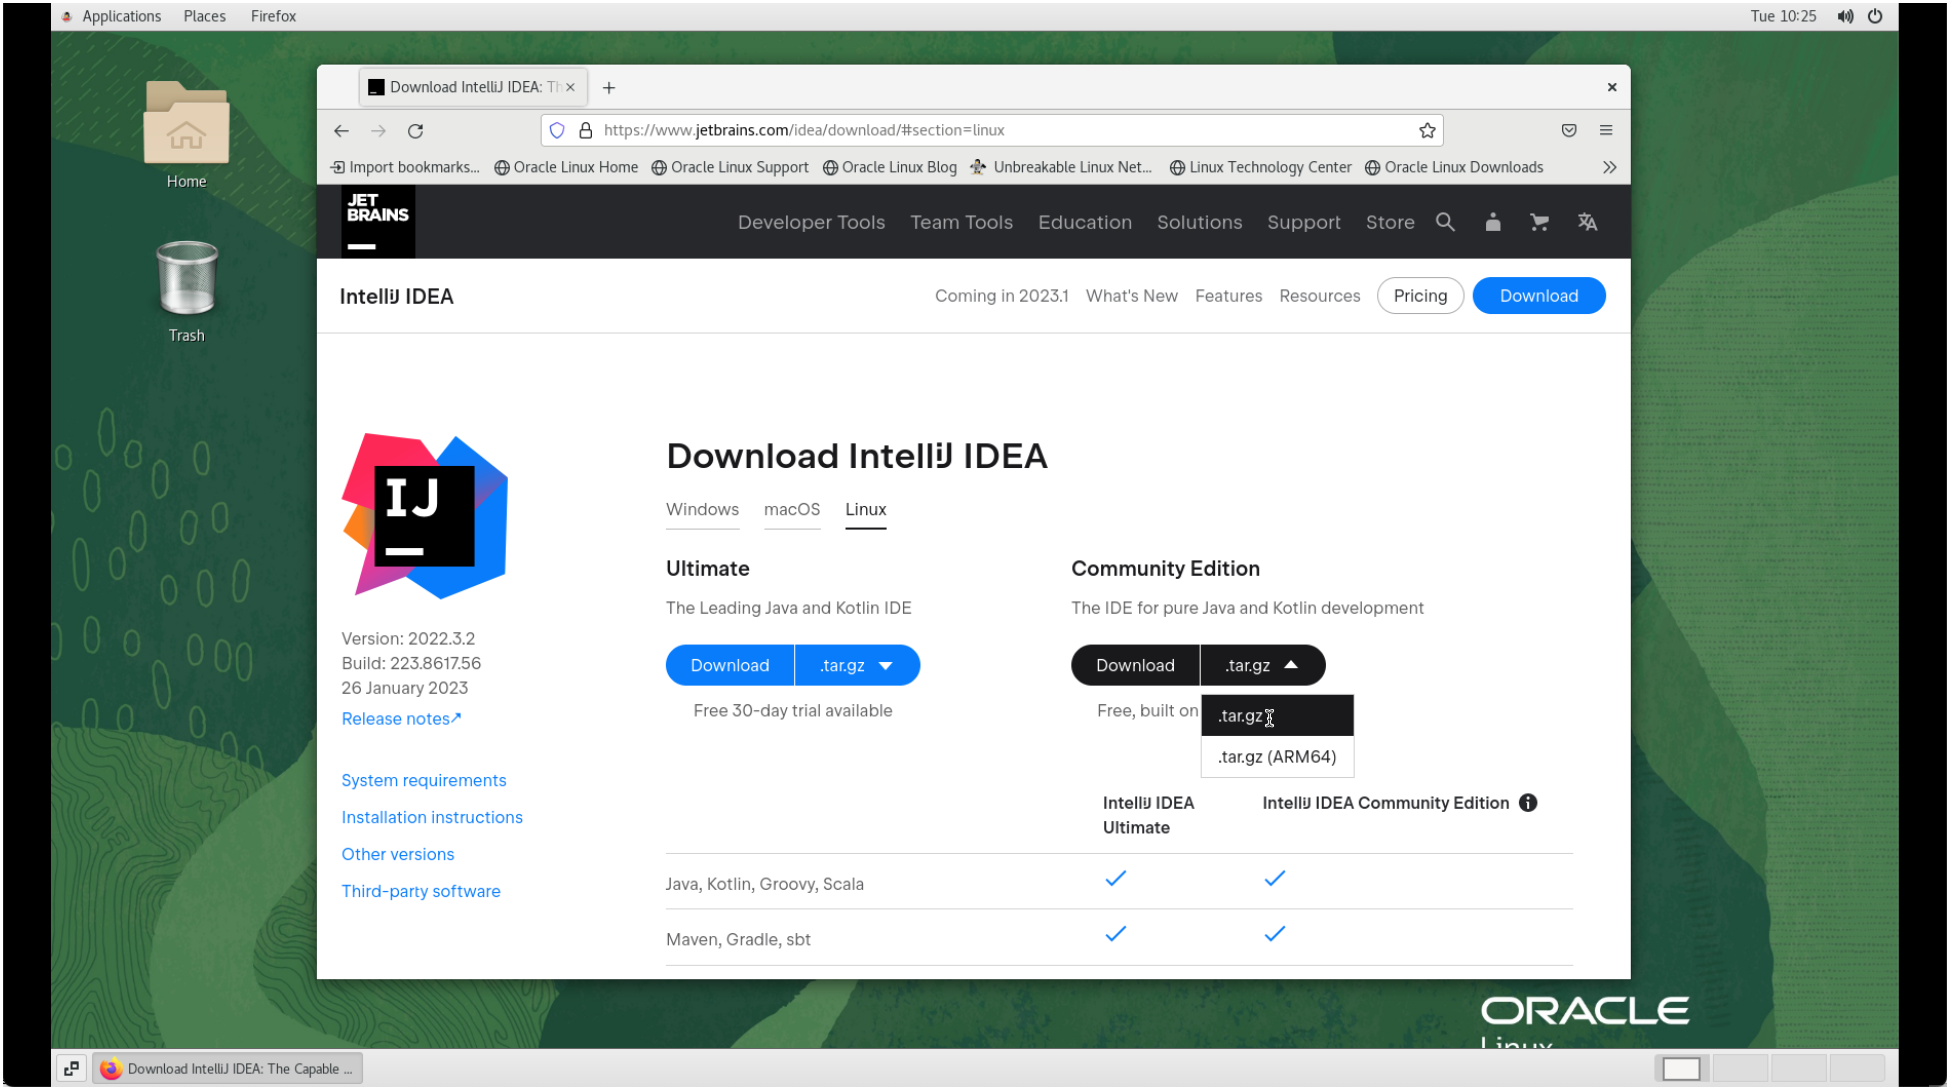 Applications Places Firefox Tue 10:25
Home
Trash
Download IntelliJ IDEA: Th
https://www.jetbrains.com/idea/download/#section=linux
Import bookmarks... Oracle Linux Home Oracle Linux Support Oracle Linux Blog Unbreakable Linux Net... Linux Technology Center Oracle Linux Downloads
JET
BRAINS
Developer Tools Team Tools Education Solutions Support Store
IntelliJ IDEA Coming in 2023.1 What's New Features Resources Pricing Download
IJ
Version: 2022.3.2
Build: 223.8617.56
26 January 2023
Release notes↗
System requirements
Installation instructions
Other versions
Third-party software
Download IntelliJ IDEA
Windows macOS Linux
Ultimate
The Leading Java and Kotlin IDE
Download .tar.gz
Free 30-day trial available
Community Edition
The IDE for pure Java and Kotlin development
Download .tar.gz
Free, built on
.tar.gz
.tar.gz (ARM64)
IntelliJ IDEA
Ultimate
IntelliJ IDEA Community Edition
Java, Kotlin, Groovy, Scala
Maven, Gradle, sbt
ORACLE
Linux
Download IntelliJ IDEA: The Capable ...